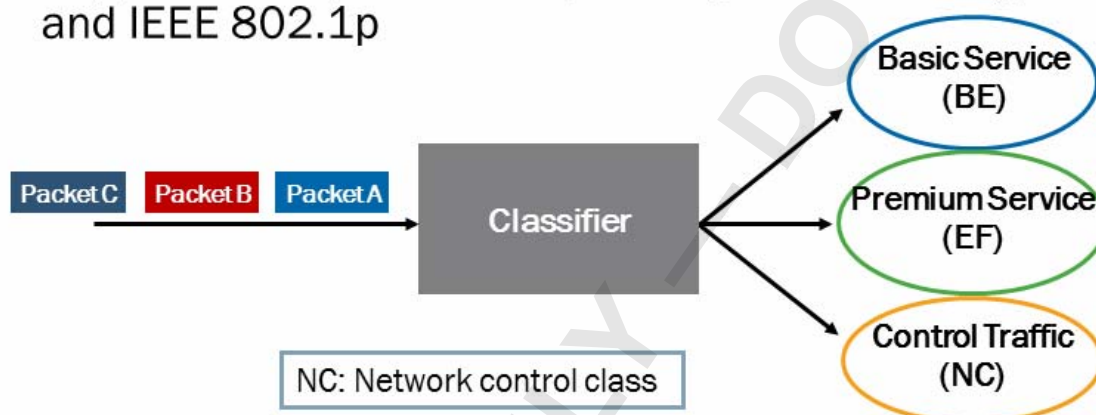 and IEEE 802.1p
Basic Service
(BE)
Packet C
Packet B
Packet A
Classifier
Premium Service
(EF)
Control Traffic
(NC)
NC: Network control class